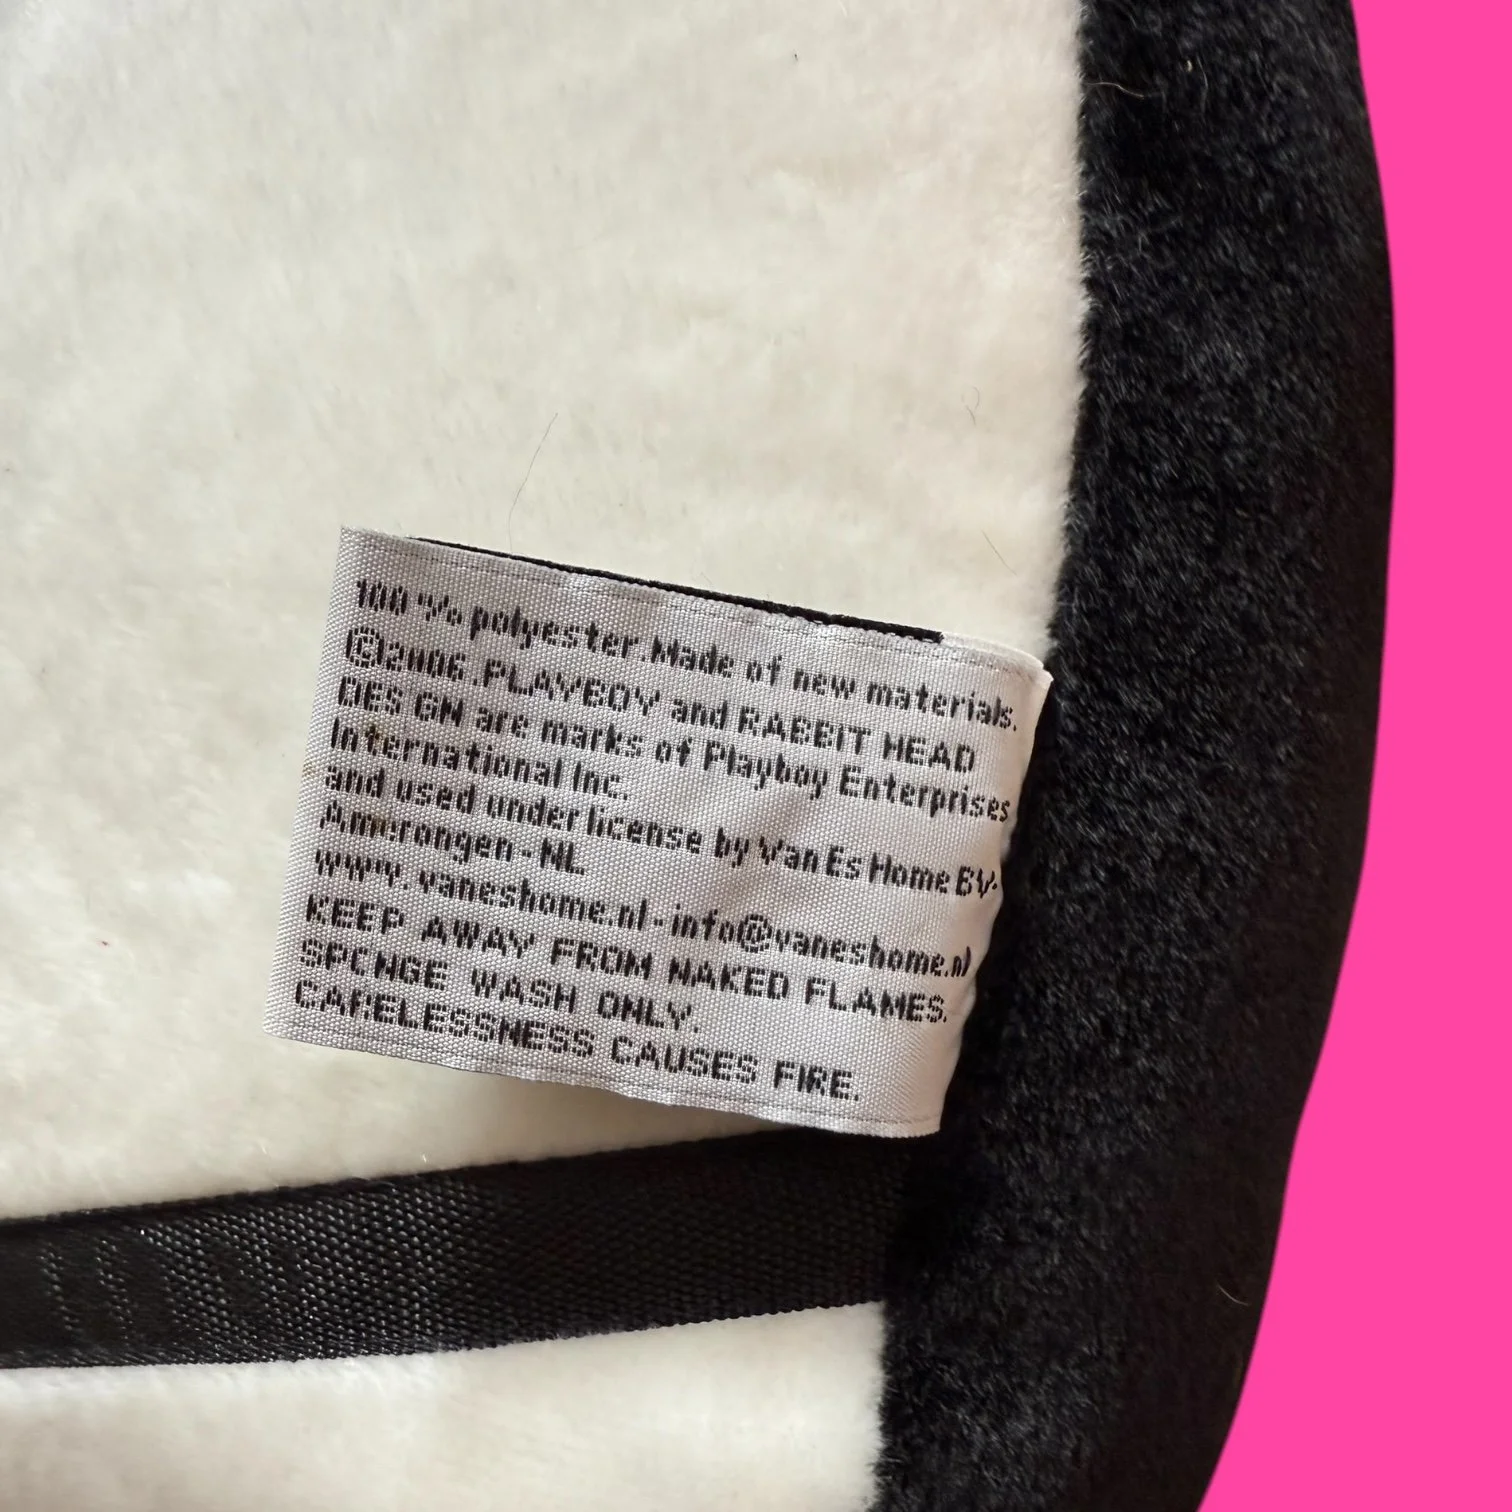 100 % polyester. Made of new materials.
©2006 PLAYBOY and RABBIT HEAD
DESIGN are marks of Playboy Enterprises
International Inc.
and used under license by Van Es Home BV.
Amerongen - NL
www.vaneshome.nl - info@vaneshome.nl
KEEP AWAY FROM NAKED FLAMES.
SPONGE WASH ONLY.
CARELESSNESS CAUSES FIRE.